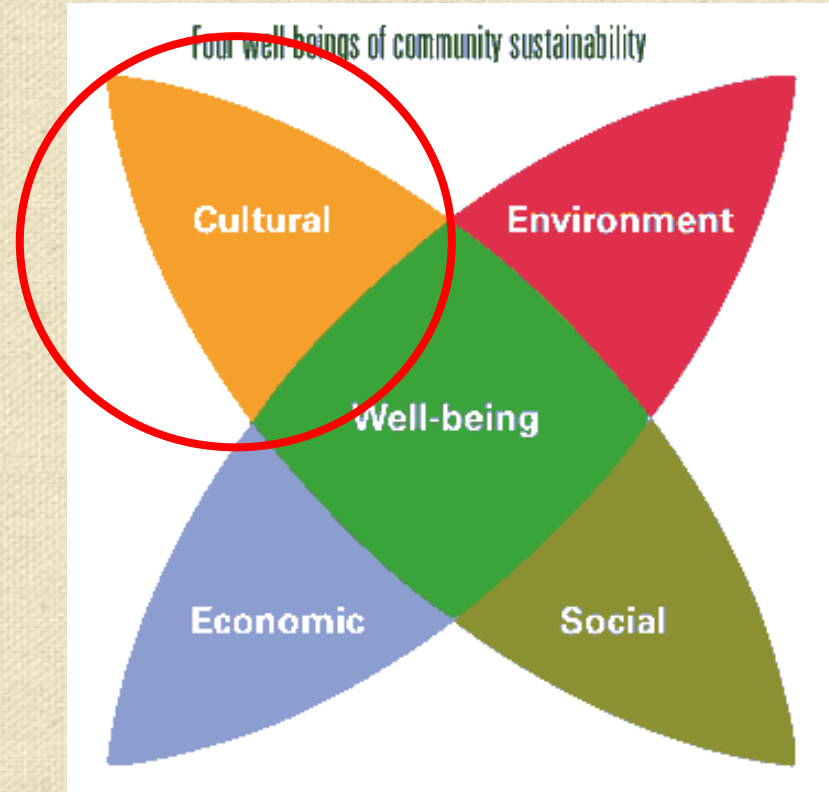 Four well-beings of community sustainability
Cultural
Environment
Well-being
Economic
Social